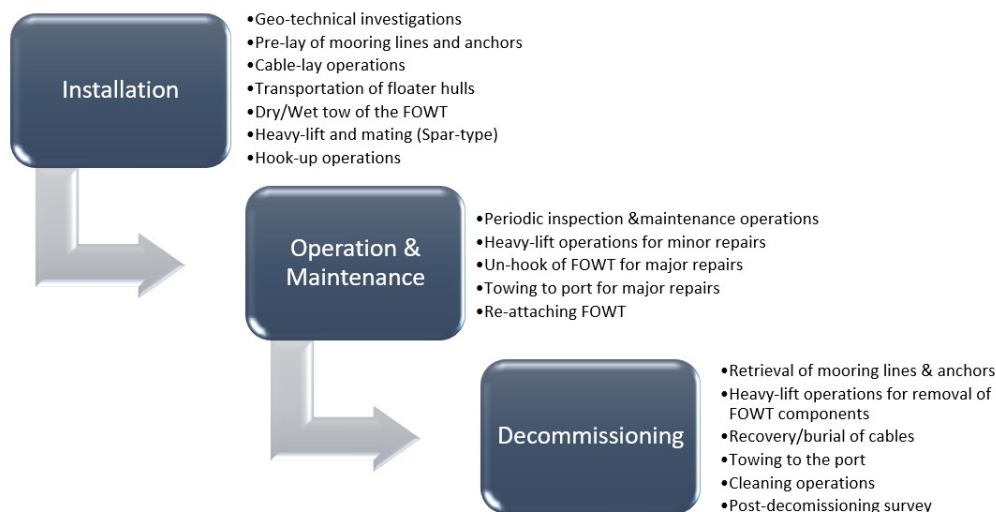 Installation
•Geo-technical investigations
•Pre-lay of mooring lines and anchors
•Cable-lay operations
•Transportation of floater hulls
•Dry/Wet tow of the FOWT
•Heavy-lift and mating (Spar-type)
•Hook-up operations
Operation &
Maintenance
•Periodic inspection &maintenance operations
•Heavy-lift operations for minor repairs
•Un-hook of FOWT for major repairs
•Towing to port for major repairs
•Re-attaching FOWT
Decommissioning
•Retrieval of mooring lines & anchors
•Heavy-lift operations for removal of
FOWT components
•Recovery/burial of cables
•Towing to the port
•Cleaning operations
•Post-decomissioning survey